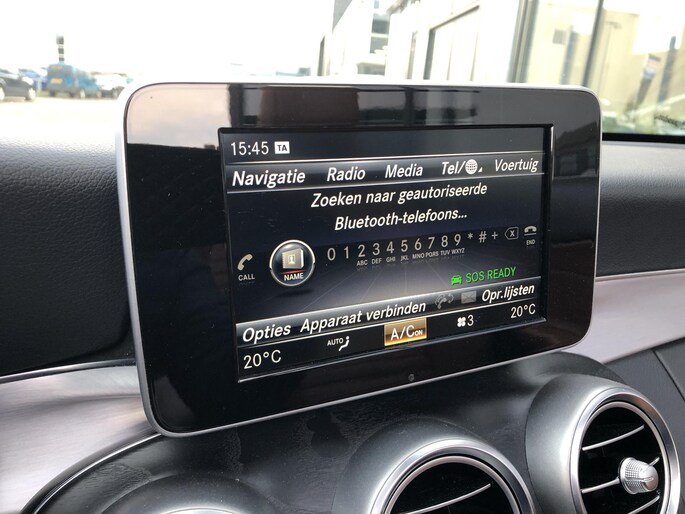 15:45 TA
Navigatie Radio Media Tel/ Voertuig
Zoeken naar geautoriseerde
Bluetooth-telefoons...
0 1 2 3 4 5 6 7 8 9 * # +
ABC DEF GHI JKL MNO PQRS TUV WXYZ
CALL NAME END
SOS READY
Opties Apparaat verbinden Opr.lijsten
20°C AUTO A/C ON 3 20°C